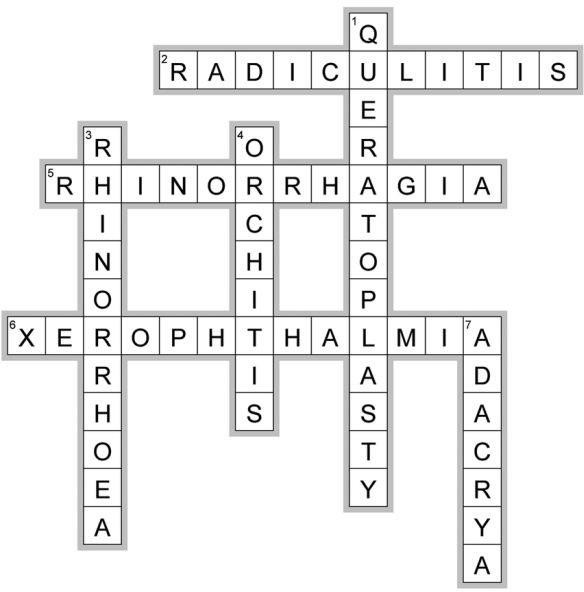 1 QUERATOPLASTY
2 RADICULITIS
3 RHINORRHOEA
4 ORCHITIS
5 RHINORRHAGIA
6 XEROPHTHALMIA
7 ADACRYA